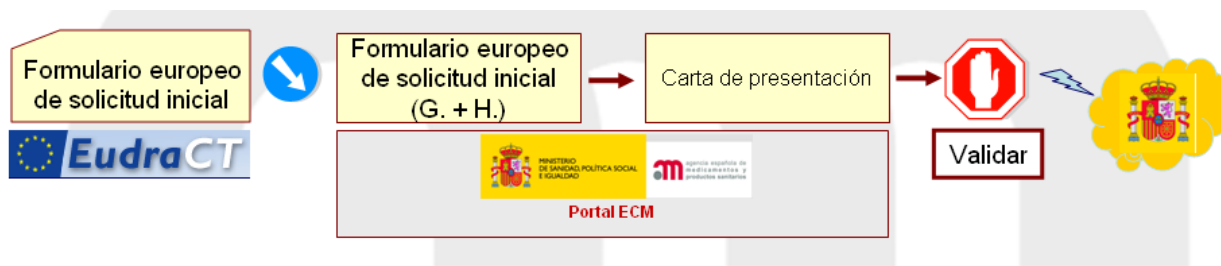 Formulario europeo
de solicitud inicial
EudraCT
Formulario europeo
de solicitud inicial
(G. + H.)
Carta de presentación
Validar
MINISTERIO
DE SANIDAD, POLÍTICA SOCIAL
E IGUALDAD
am
agencia española de
medicamentos y
productos sanitarios
Portal ECM